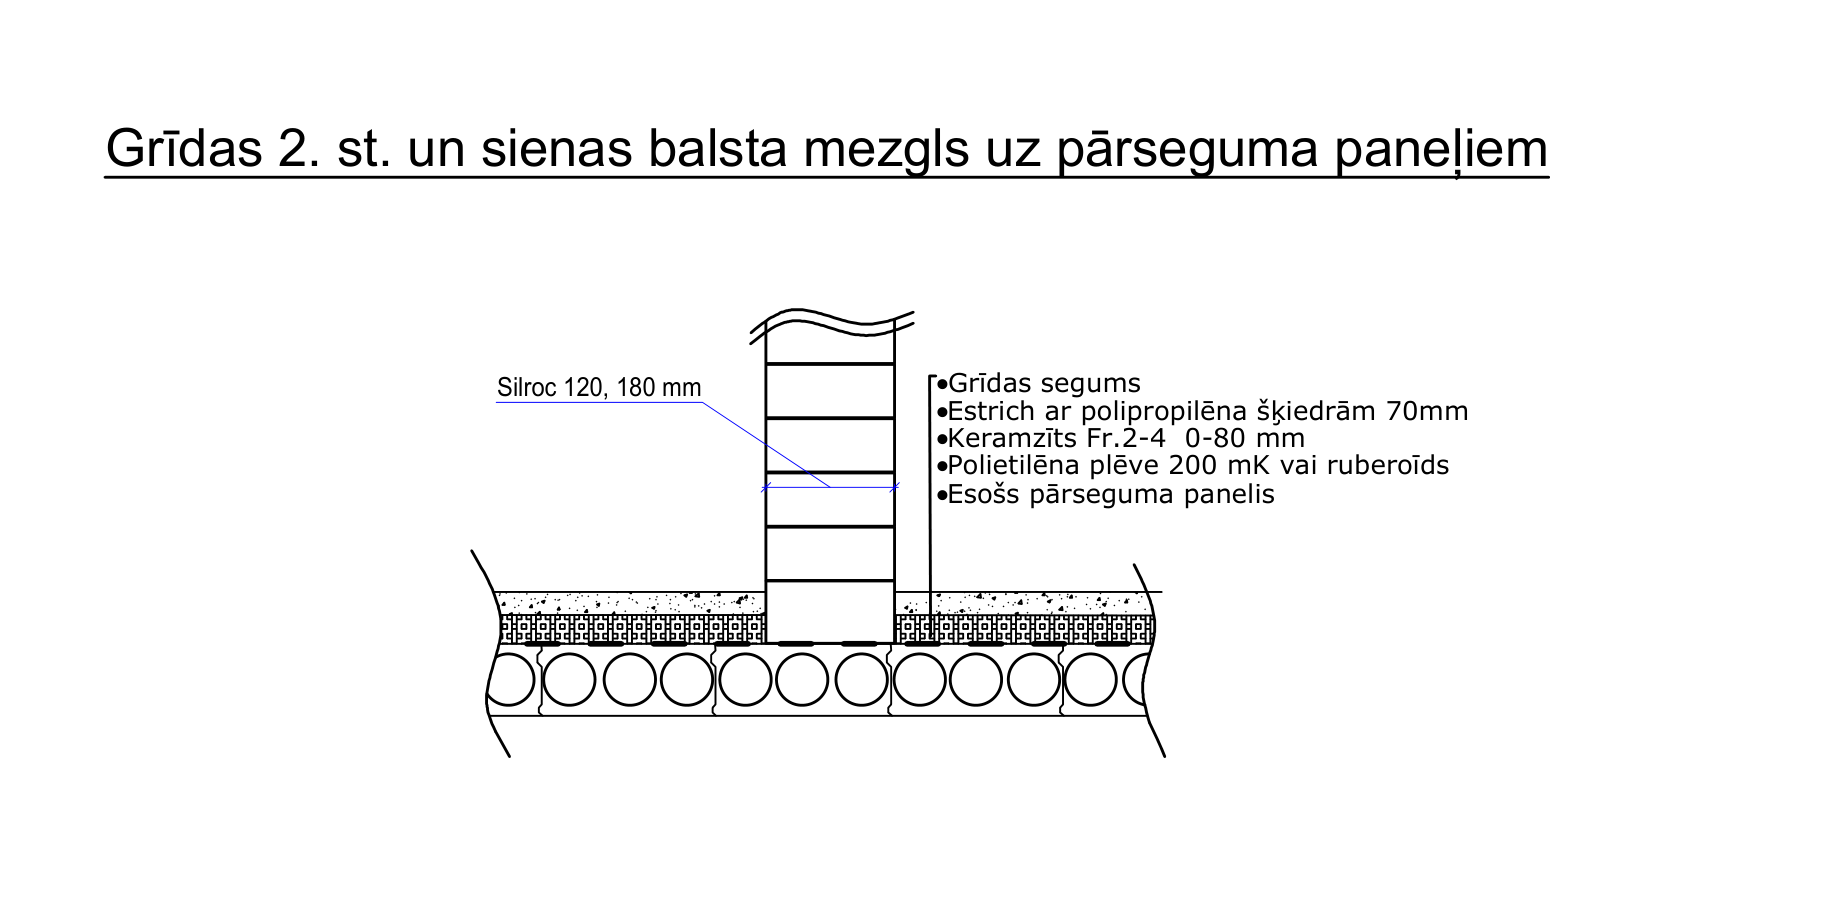 Grīdas 2. st. un sienas balsta mezgls uz pārseguma paneļiem
Silroc 120, 180 mm
•Grīdas segums
•Estrich ar polipropilēna šķiedrām 70mm
•Keramzīts Fr.2-4  0-80 mm
•Polietilēna plēve 200 mK vai ruberoīds
•Esošs pārseguma panelis